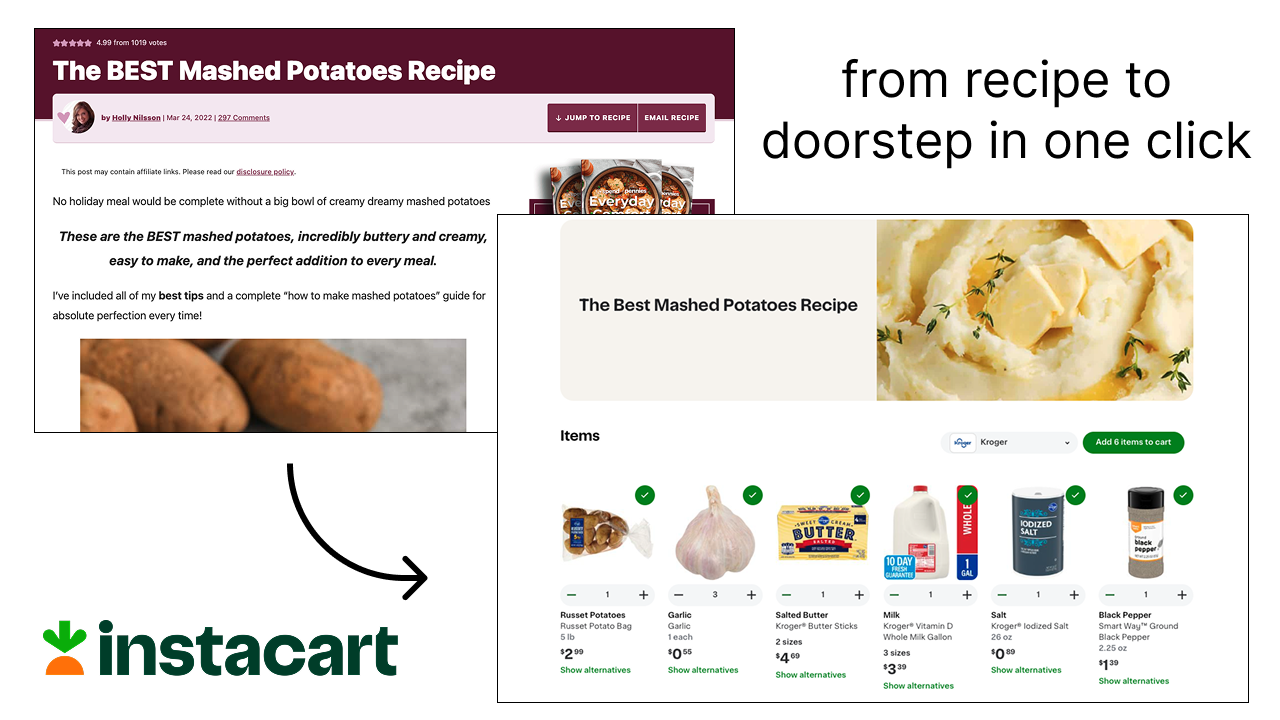 4.99 from 1019 votes
The BEST Mashed Potatoes Recipe
by Holly Nilsson | Mar 24, 2022 | 297 Comments
↓ JUMP TO RECIPE
EMAIL RECIPE
This post may contain affiliate links. Please read our disclosure policy.
No holiday meal would be complete without a big bowl of creamy dreamy mashed potatoes
These are the BEST mashed potatoes, incredibly buttery and creamy,
easy to make, and the perfect addition to every meal.
I've included all of my best tips and a complete “how to make mashed potatoes” guide for
absolute perfection every time!
pend pennies
Everyday
from recipe to
doorstep in one click
The Best Mashed Potatoes Recipe
Items
Kroger
Kroger
Add 6 items to cart
SWEET CREAM
BUTTER
SALTED
WHOLE
10 DAY
FRESH
GUARANTEE
1
GAL
IODIZED
SALT
ground
black
pepper
1
3
1
1
1
1
Russet Potatoes
Russet Potato Bag
5 lb
$2 99
Show alternatives
Garlic
Garlic
1 each
$0 55
Show alternatives
Salted Butter
Kroger® Butter Sticks
2 sizes
$4 69
Show alternatives
Milk
Kroger® Vitamin D
Whole Milk Gallon
3 sizes
$3 39
Show alternatives
Salt
Kroger® Iodized Salt
26 oz
$0 89
Show alternatives
Black Pepper
Smart Way™ Ground
Black Pepper
2.25 oz
$1 39
Show alternatives
instacart